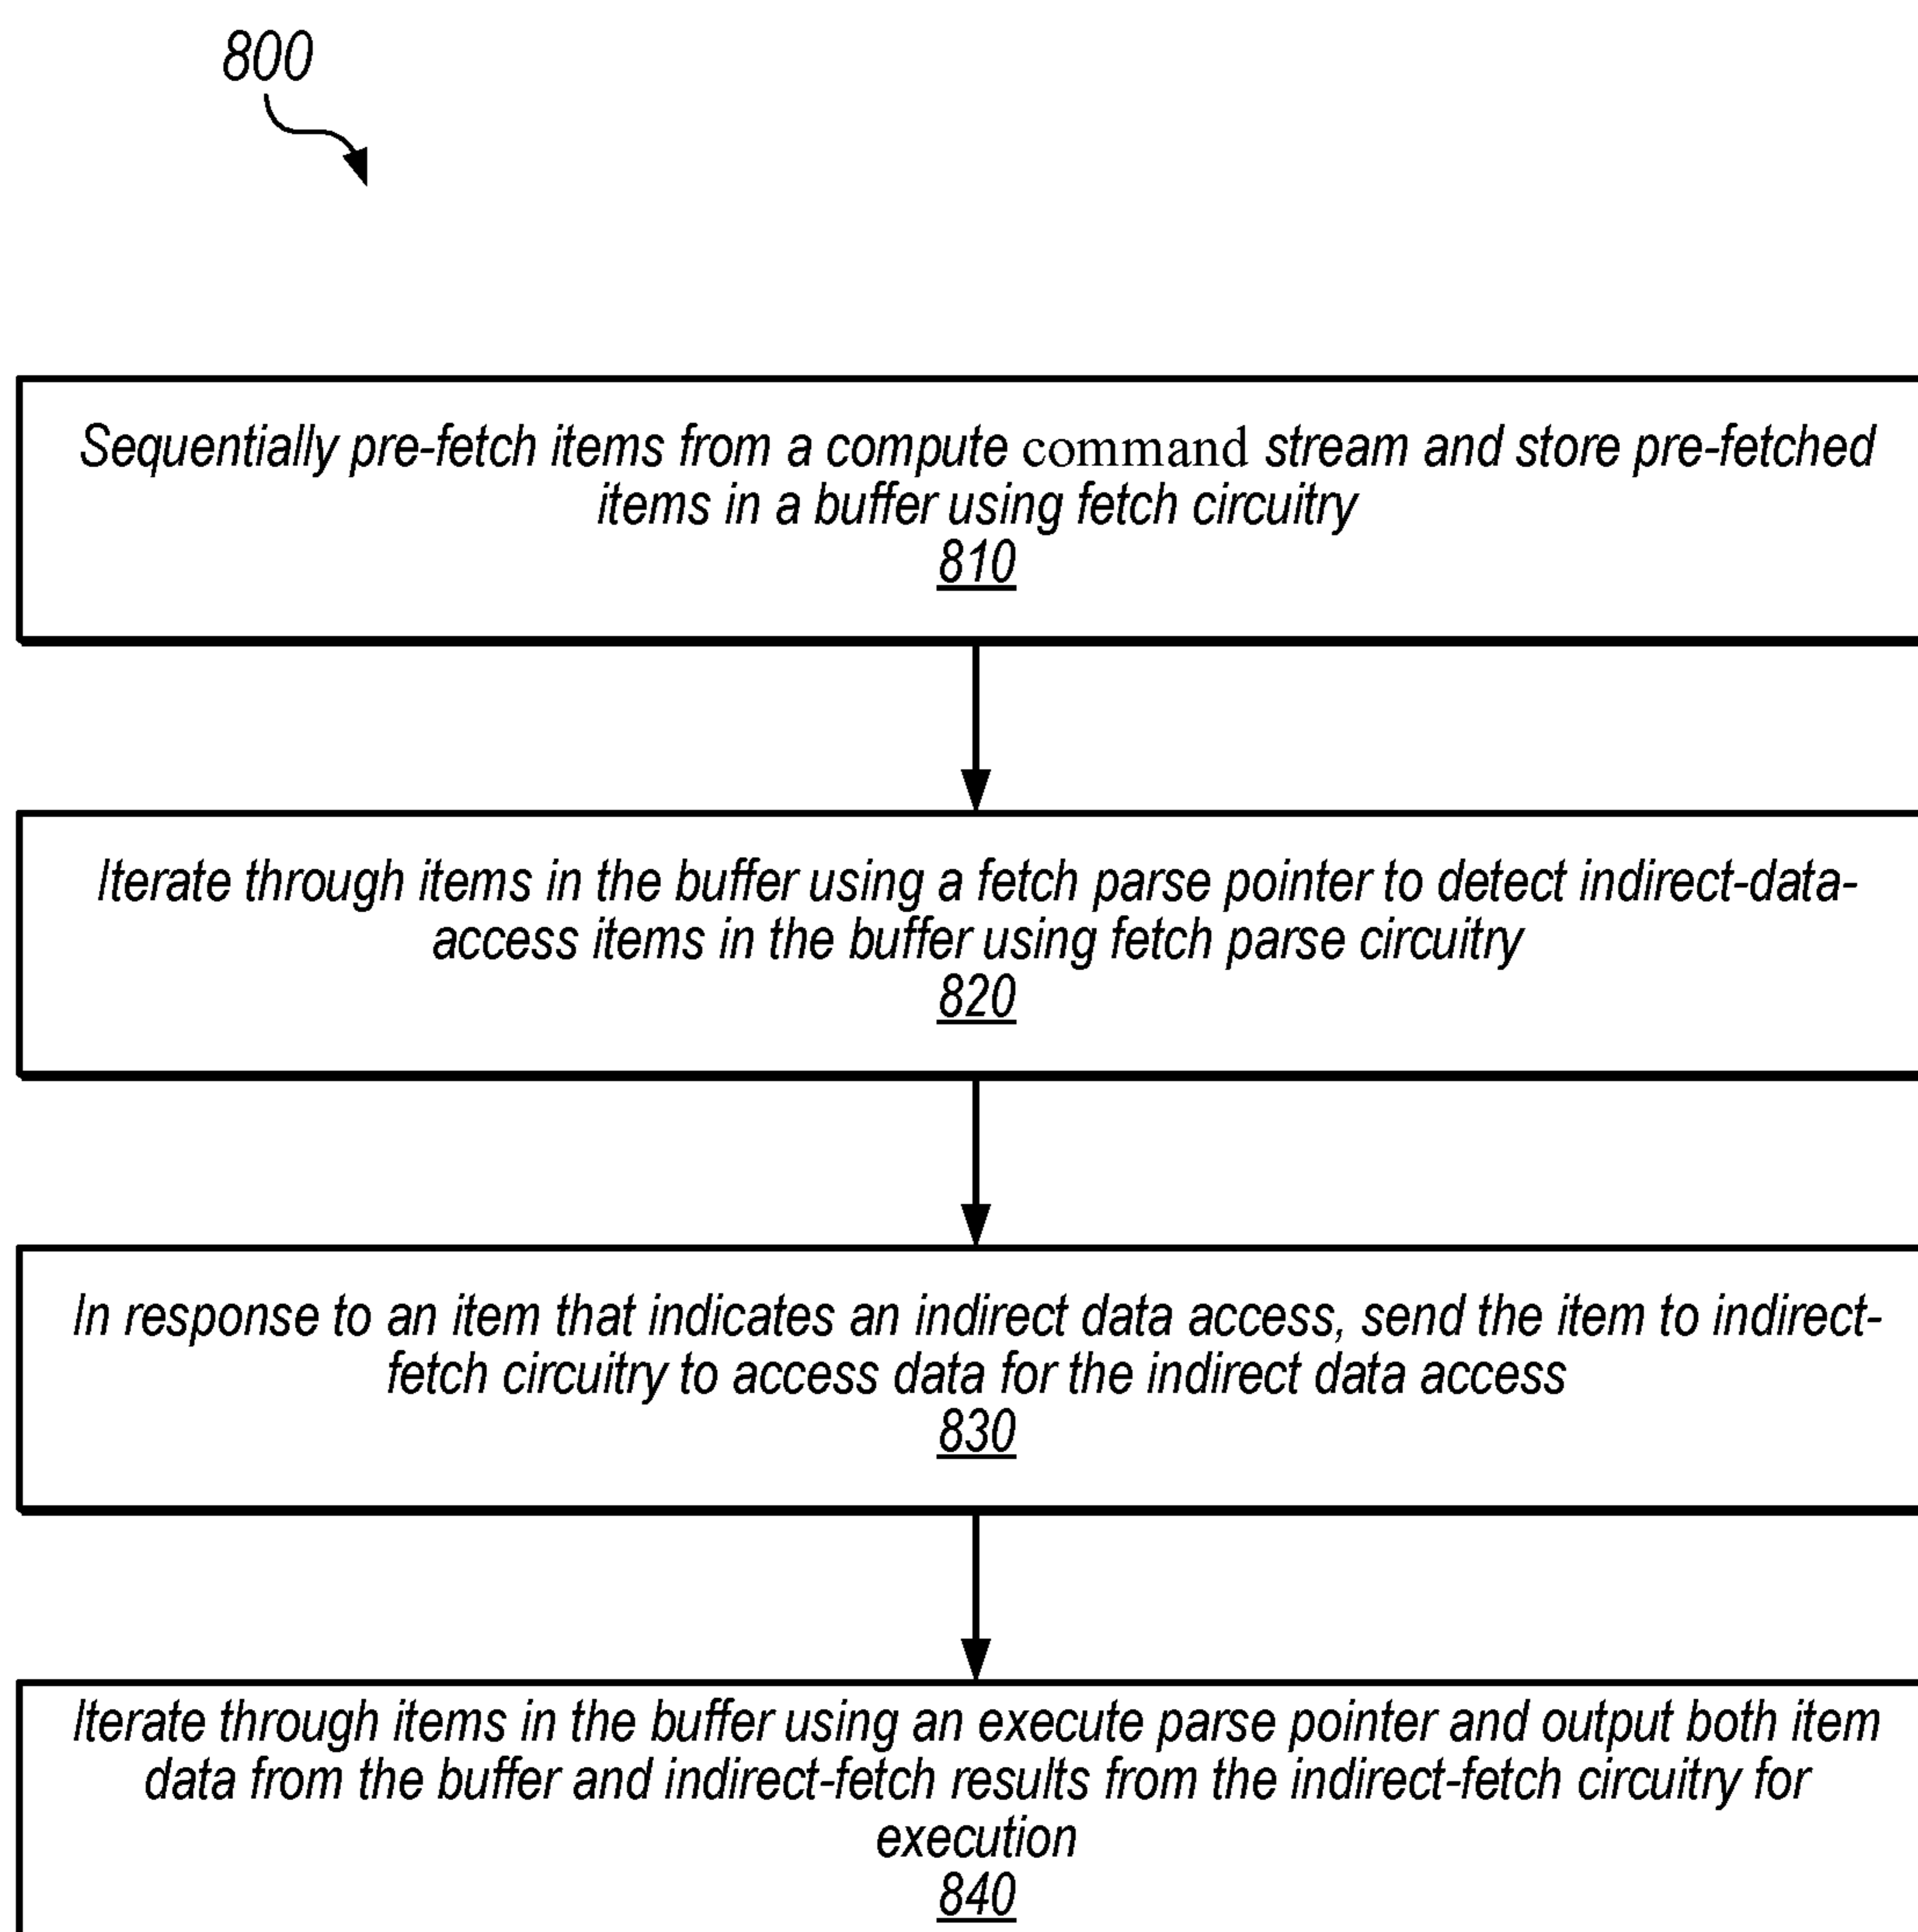 800
Sequentially pre-fetch items from a compute command stream and store pre-fetched
items in a buffer using fetch circuitry
810
Iterate through items in the buffer using a fetch parse pointer to detect indirect-data-
access items in the buffer using fetch parse circuitry
820
In response to an item that indicates an indirect data access, send the item to indirect-
fetch circuitry to access data for the indirect data access
830
Iterate through items in the buffer using an execute parse pointer and output both item
data from the buffer and indirect-fetch results from the indirect-fetch circuitry for
execution
840